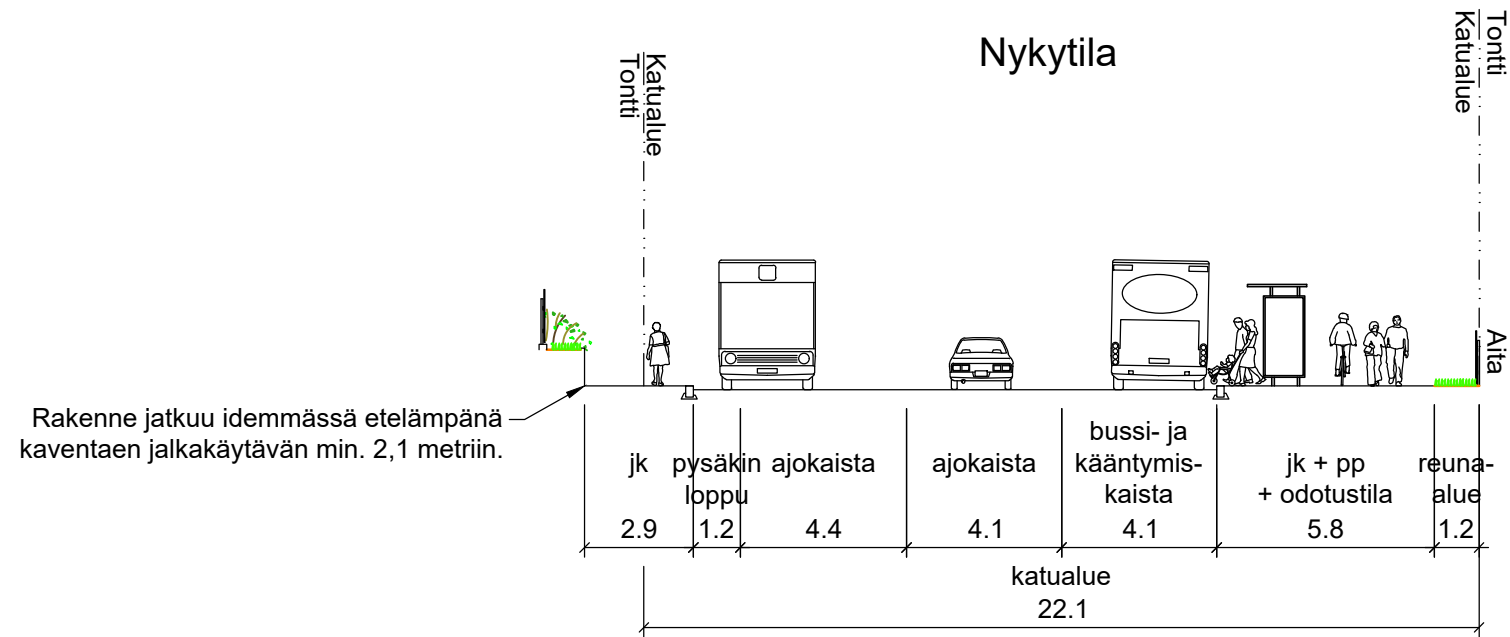 Nykytila
Katualue
Tontti
Tontti
Katualue
Aita
Rakenne jatkuu idemmässä etelämpänä
kaventaen jalkakäytävän min. 2,1 metriin.
jk
pysäkin
loppu
ajokaista
ajokaista
bussi- ja
kääntymis-
kaista
jk + pp
+ odotustila
reuna-
alue
2.9
1.2
4.4
4.1
4.1
5.8
1.2
katualue
22.1